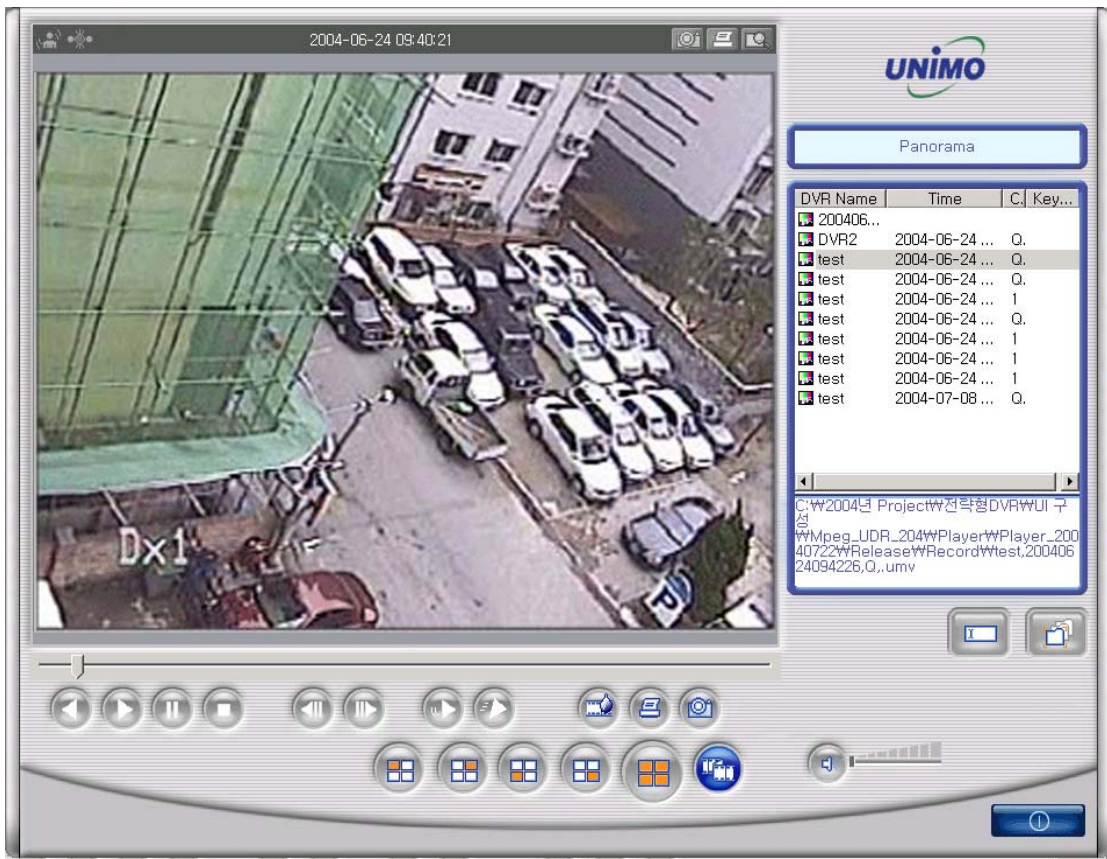 2004-06-24 09:40:21
UNiMO
Panorama
DVR Name Time C. Key...
200406...
DVR2 2004-06-24 ... Q.
test 2004-06-24 ... Q.
test 2004-06-24 ... Q.
test 2004-06-24 ... 1
test 2004-06-24 ... Q.
test 2004-06-24 ... 1
test 2004-06-24 ... 1
test 2004-06-24 ... 1
test 2004-07-08 ... Q.
C:₩2004년 Project₩전략형DVR₩UI 구
성
₩Mpeg_UDR_204₩Player₩Player_200
40722₩Release₩Record₩test,200406
24094226,Q,.umv
Dx1
P